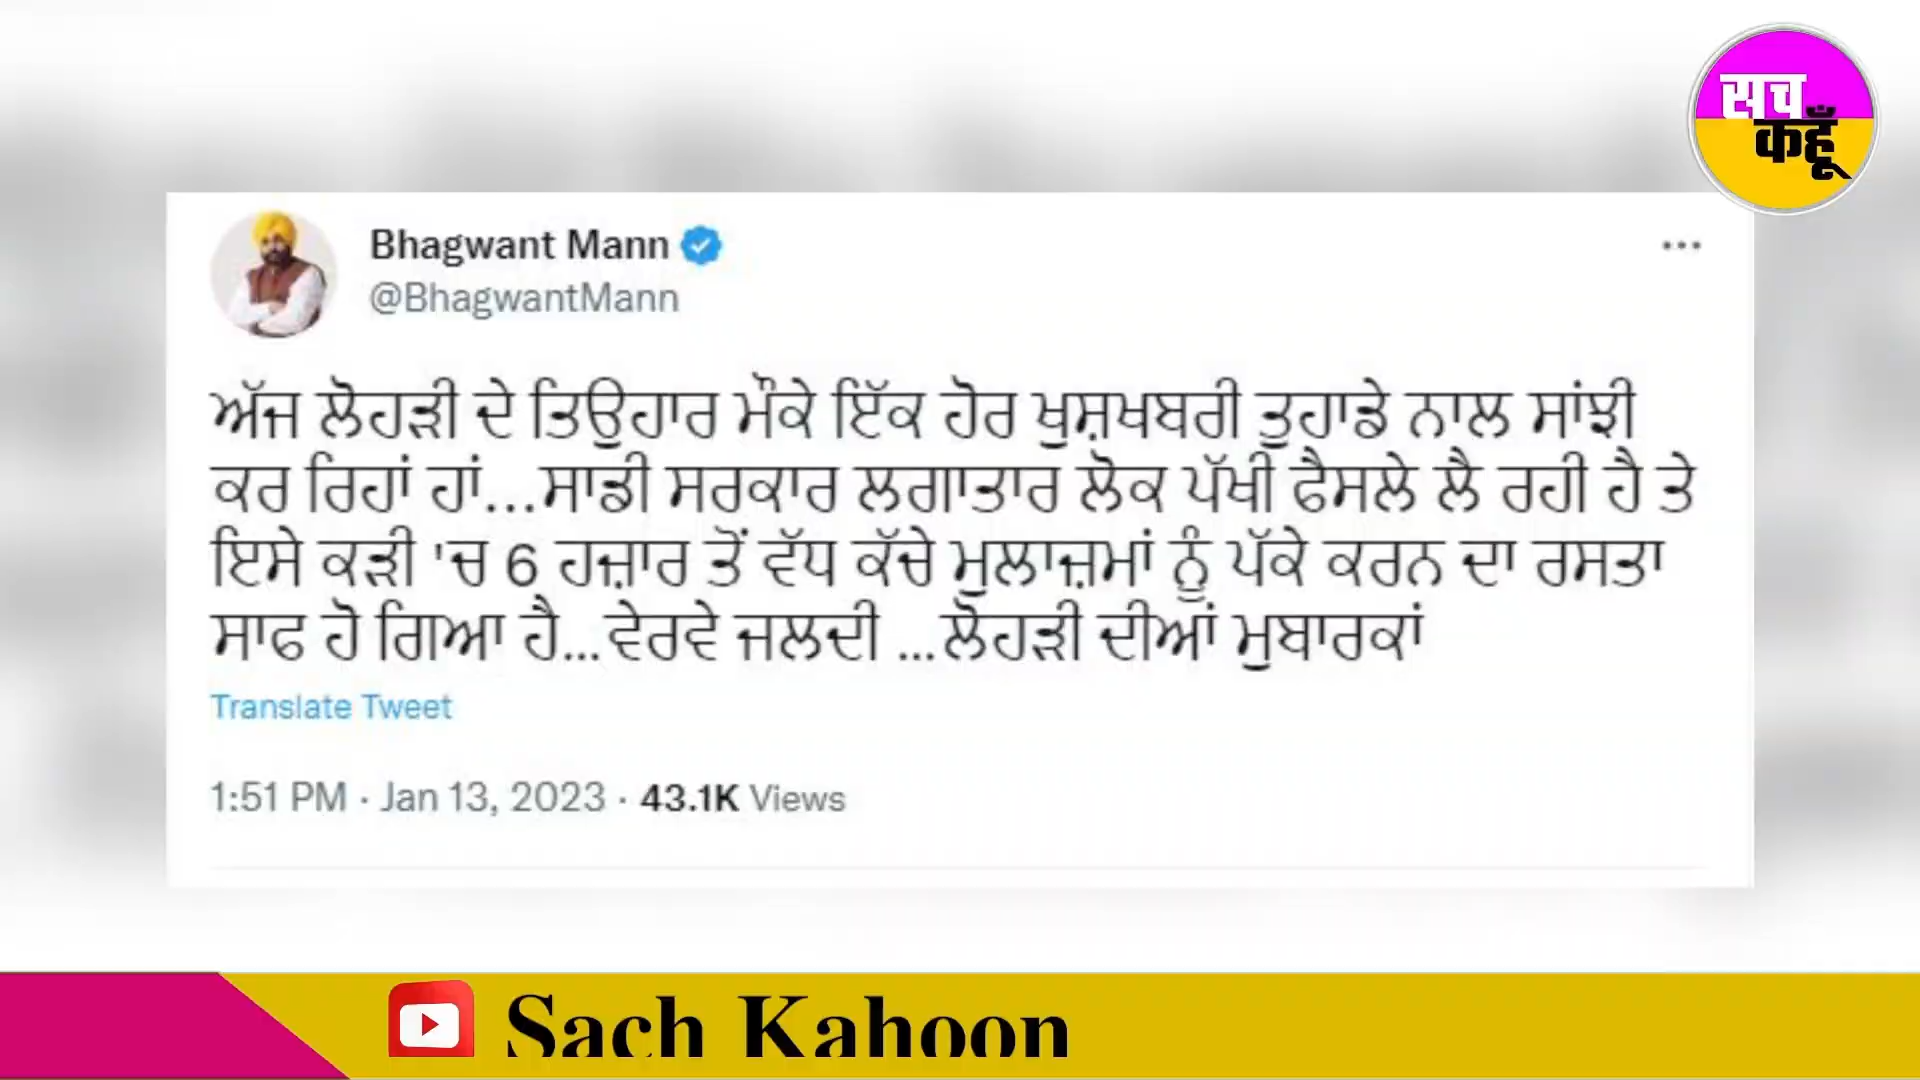 सच
कहूँ
Bhagwant Mann
@BhagwantMann
ਅੱਜ ਲੋਹੜੀ ਦੇ ਤਿਉਹਾਰ ਮੌਕੇ ਇੱਕ ਹੋਰ ਖੁਸ਼ਖਬਰੀ ਤੁਹਾਡੇ ਨਾਲ ਸਾਂਝੀ
ਕਰ ਰਿਹਾਂ ਹਾਂ...ਸਾਡੀ ਸਰਕਾਰ ਲਗਾਤਾਰ ਲੋਕ ਪੱਖੀ ਫੈਸਲੇ ਲੈ ਰਹੀ ਹੈ ਤੇ
ਇਸੇ ਕੜੀ 'ਚ 6 ਹਜ਼ਾਰ ਤੋਂ ਵੱਧ ਕੱਚੇ ਮੁਲਾਜ਼ਮਾਂ ਨੂੰ ਪੱਕੇ ਕਰਨ ਦਾ ਰਸਤਾ
ਸਾਫ ਹੋ ਗਿਆ ਹੈ...ਵੇਰਵੇ ਜਲਦੀ ...ਲੋਹੜੀ ਦੀਆਂ ਮੁਬਾਰਕਾਂ
Translate Tweet
1:51 PM · Jan 13, 2023 · 43.1K Views
Sach Kahoon